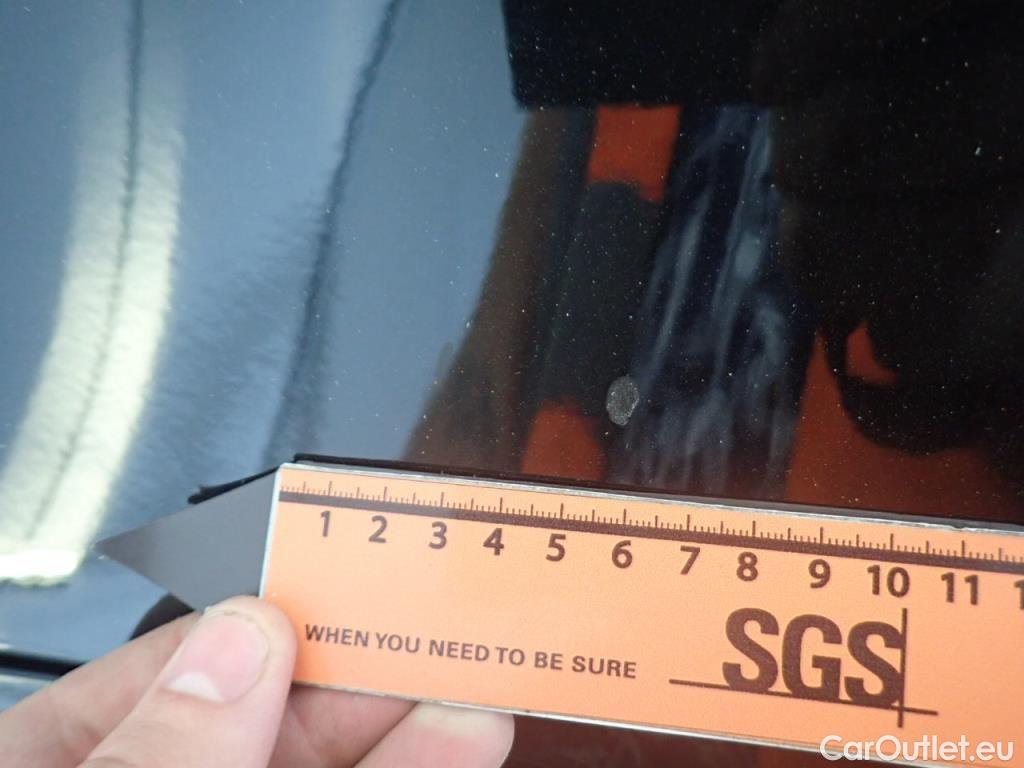 1 2 3 4 5 6 7 8 9 10 11 1
WHEN YOU NEED TO BE SURE
SGS
CarOutlet.eu